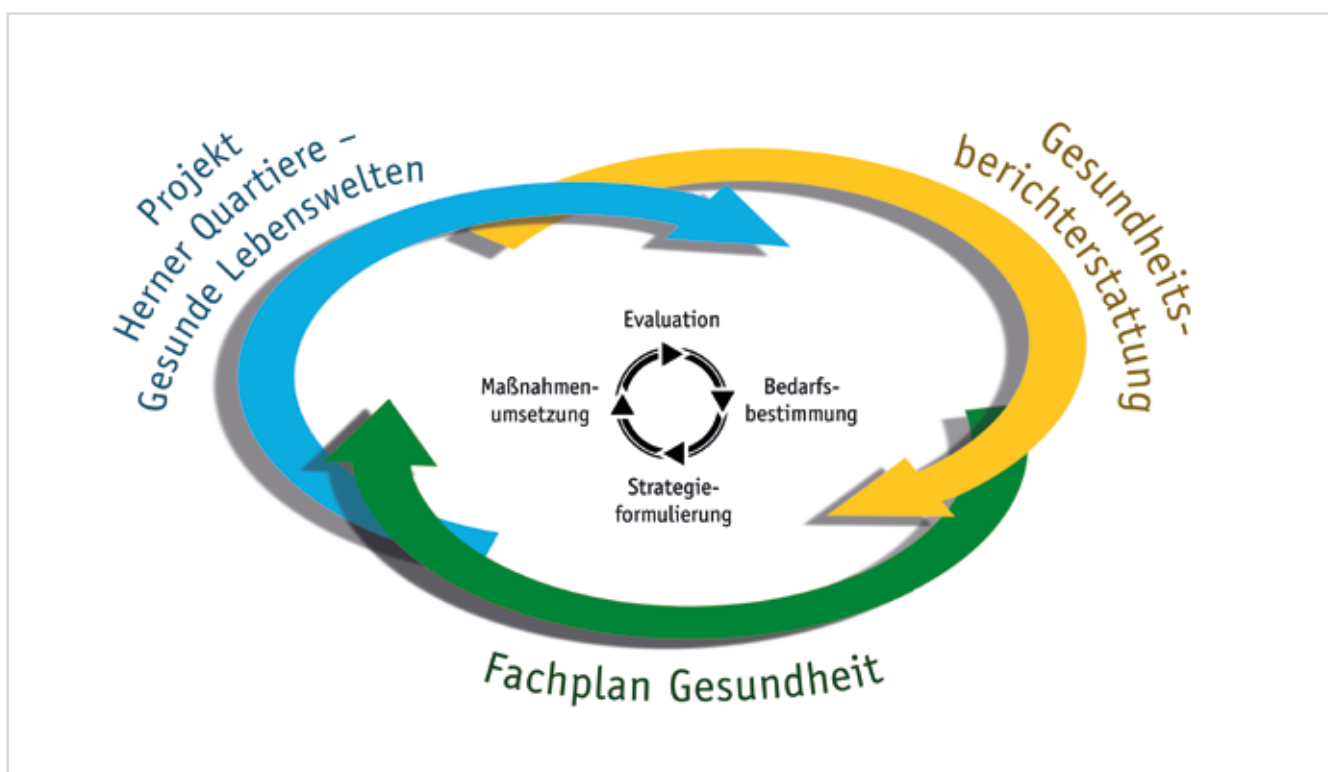 Projekt
Herner Quartiere –
Gesunde Lebenswelten
Gesundheits-
berichterstattung
Evaluation
Maßnahmen-
umsetzung
Bedarfs-
bestimmung
Strategie-
formulierung
Fachplan Gesundheit